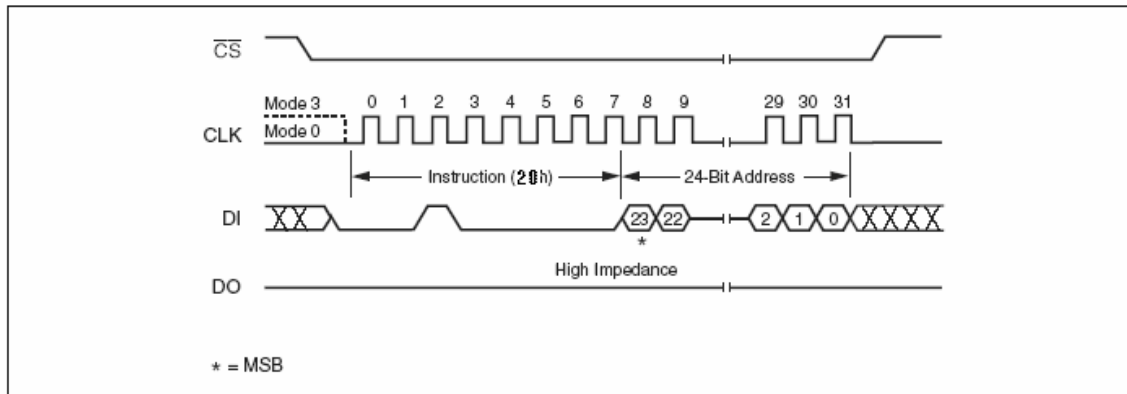 CS
Mode 3
0 1 2 3 4 5 6 7 8 9 29 30 31
CLK
Mode 0
Instruction (20h)
24-Bit Address
DI
23 22 2 1 0
*
High Impedance
DO
* = MSB